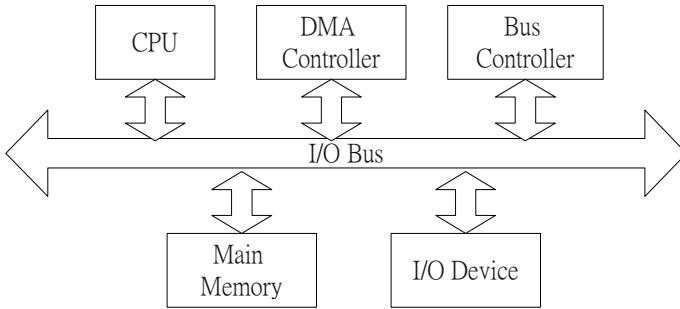 CPU
DMA
Controller
Bus
Controller
I/O Bus
Main
Memory
I/O Device